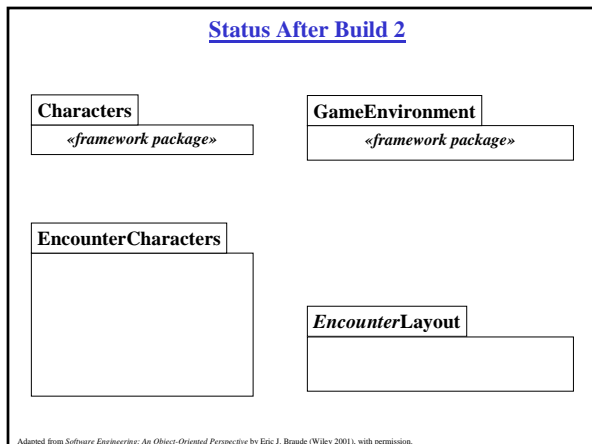 Status After Build 2
Characters
«framework package»
GameEnvironment
«framework package»
EncounterCharacters
EncounterLayout
Adapted from Software Engineering: An Object-Oriented Perspective by Eric J. Braude (Wiley 2001), with permission.